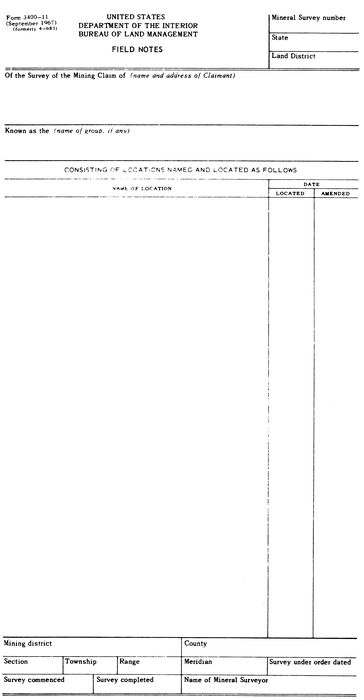 Form 3400-11
(September 1967)
(formerly 4-683)
UNITED STATES
DEPARTMENT OF THE INTERIOR
BUREAU OF LAND MANAGEMENT
FIELD NOTES
Mineral Survey number
State
Land District
Of the Survey of the Mining Claim of (name and address of Claimant)
Known as the (name of group, if any)
CONSISTING OF LOCATIONS NAMED AND LOCATED AS FOLLOWS
NAME OF LOCATION
DATE
LOCATED AMENDED
Mining district County
Section Township Range Meridian Survey under order dated
Survey commenced Survey completed Name of Mineral Surveyor